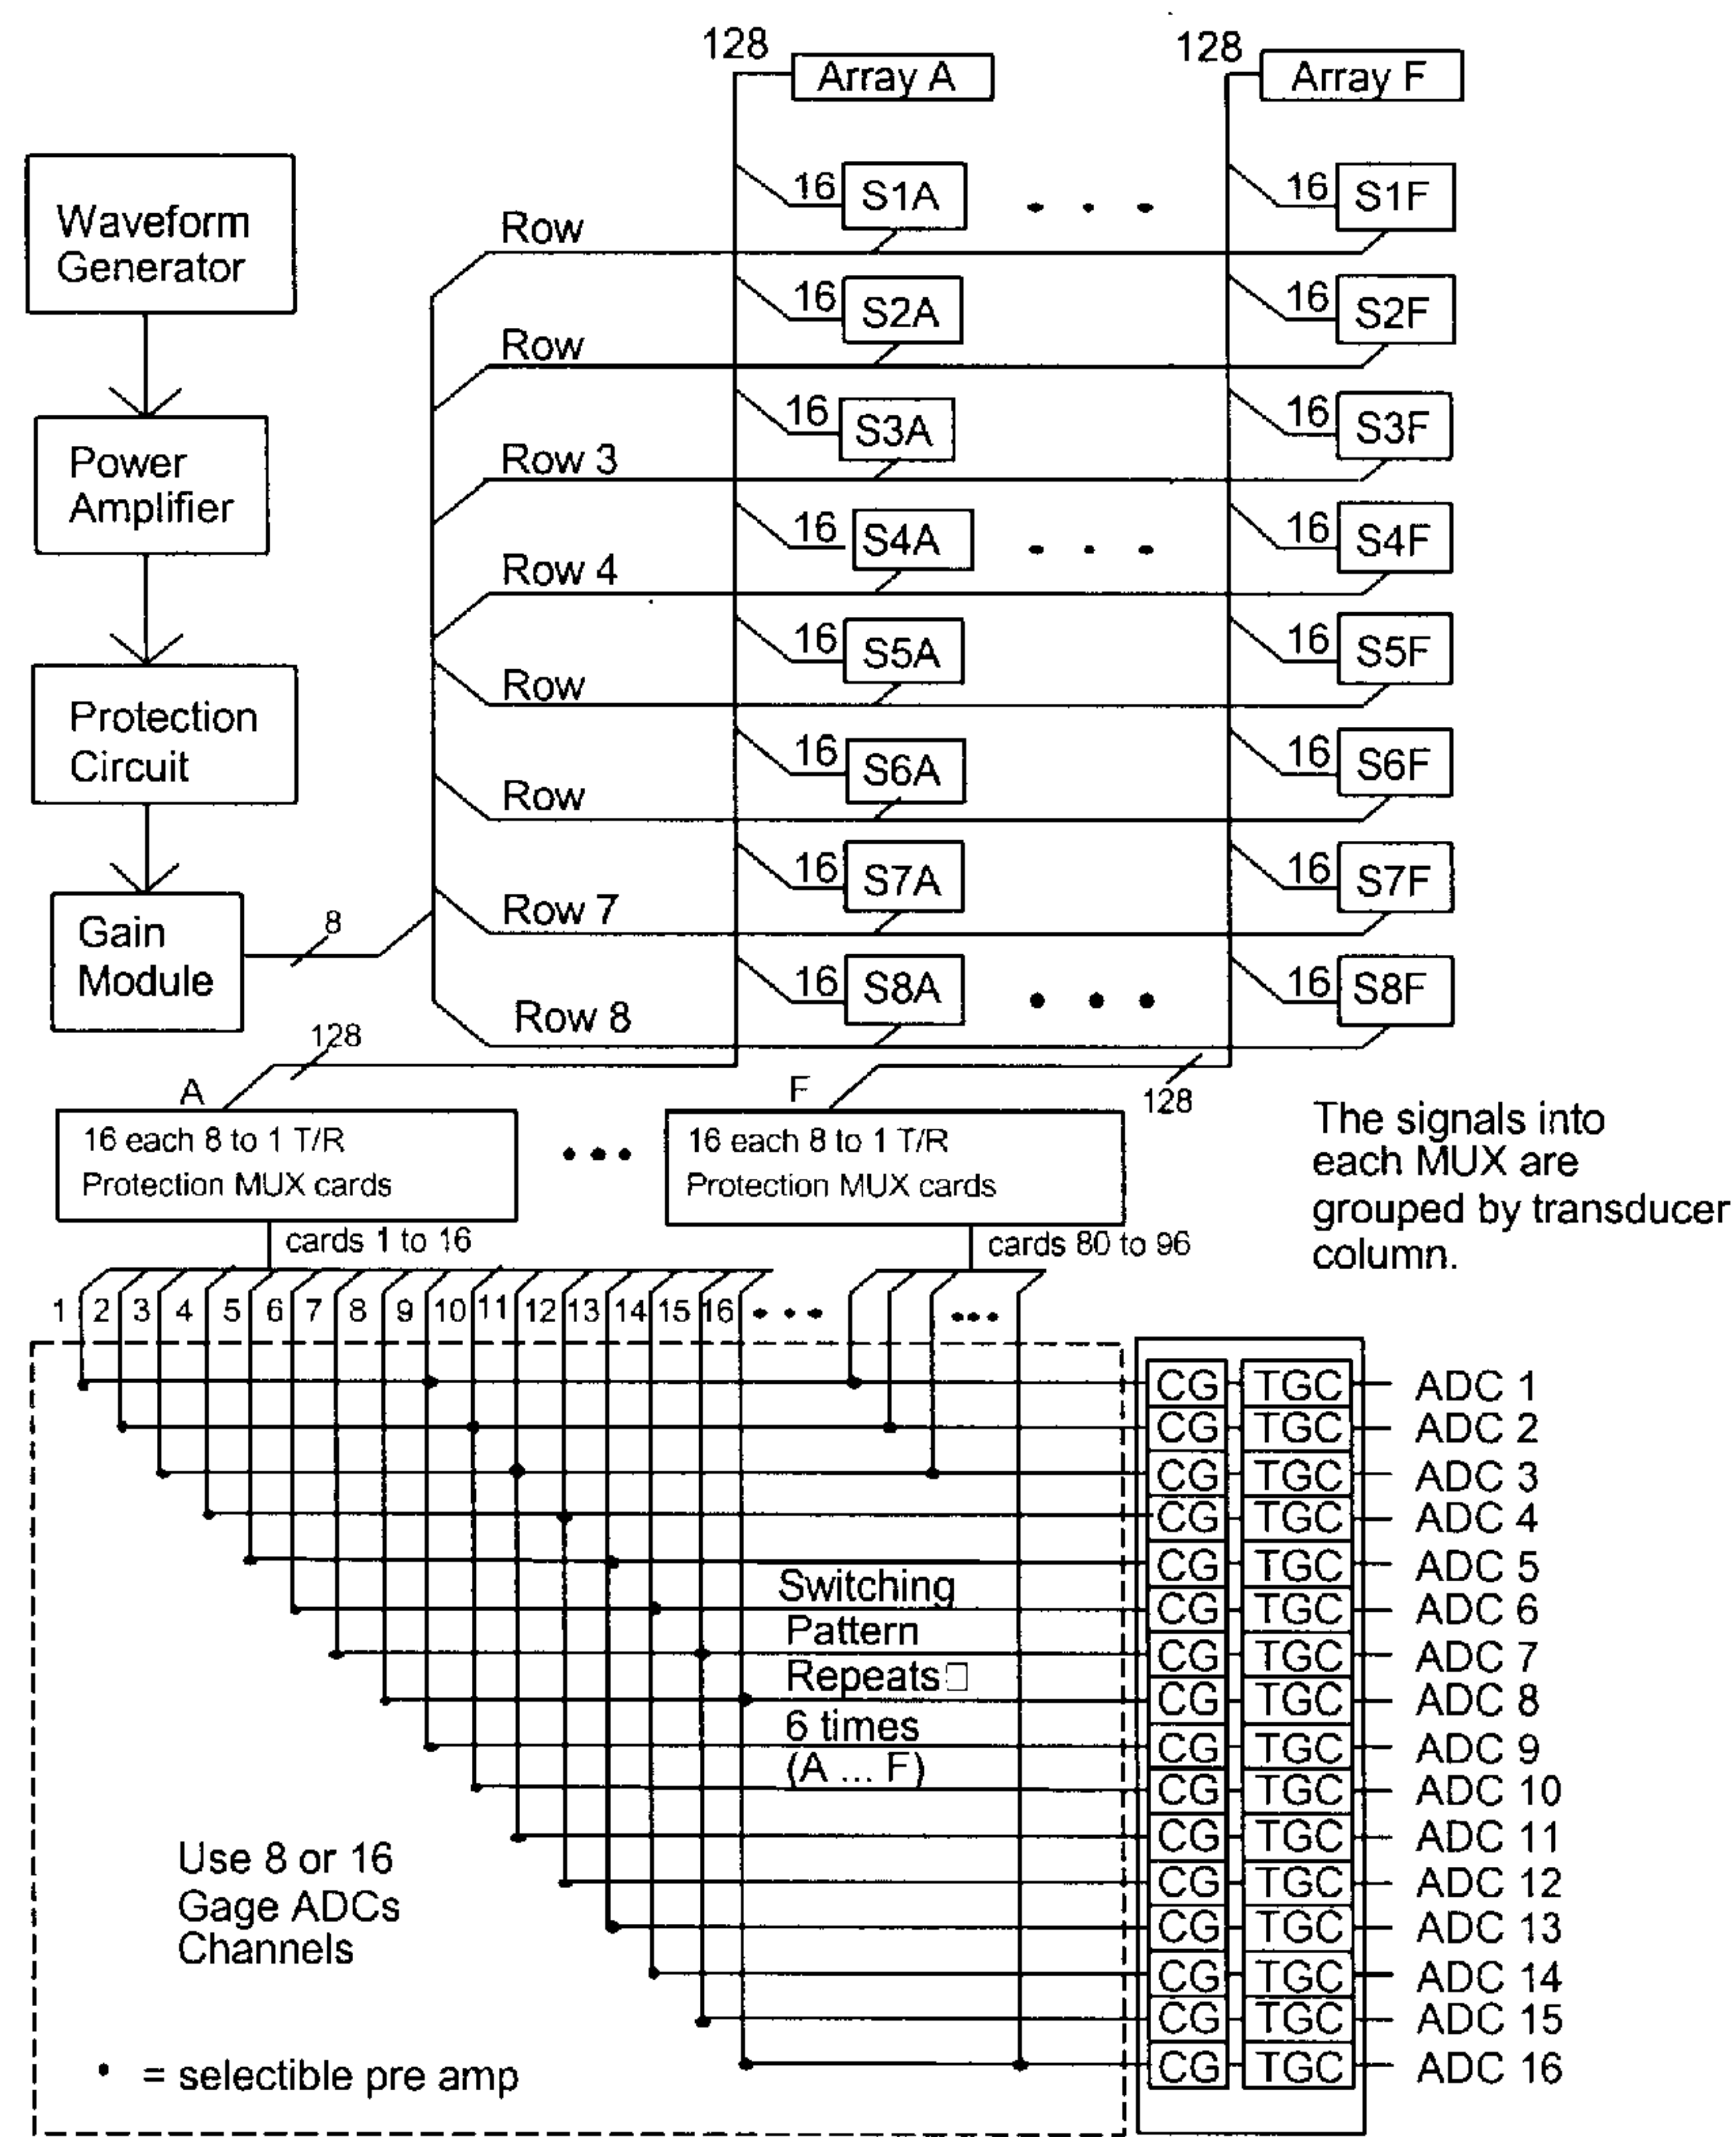 128
Array A
128
Array F
Waveform
Generator
Power
Amplifier
Protection
Circuit
Gain
Module
8
Row
16
S1A
16
S1F
Row
16
S2A
16
S2F
Row 3
16
S3A
16
S3F
Row 4
16
S4A
16
S4F
Row
16
S5A
16
S5F
Row
16
S6A
16
S6F
Row 7
16
S7A
16
S7F
Row 8
16
S8A
16
S8F
128
A
F
128
16 each 8 to 1 T/R
Protection MUX cards
16 each 8 to 1 T/R
Protection MUX cards
The signals into
each MUX are
grouped by transducer
column.
cards 1 to 16
cards 80 to 96
1 2 3 4 5 6 7 8 9 10 11 12 13 14 15 16
CG TGC ADC 1
CG TGC ADC 2
CG TGC ADC 3
CG TGC ADC 4
CG TGC ADC 5
CG TGC ADC 6
CG TGC ADC 7
CG TGC ADC 8
CG TGC ADC 9
CG TGC ADC 10
CG TGC ADC 11
CG TGC ADC 12
CG TGC ADC 13
CG TGC ADC 14
CG TGC ADC 15
CG TGC ADC 16
Switching
Pattern
Repeats□
6 times
(A ... F)
Use 8 or 16
Gage ADCs
Channels
• = selectible pre amp